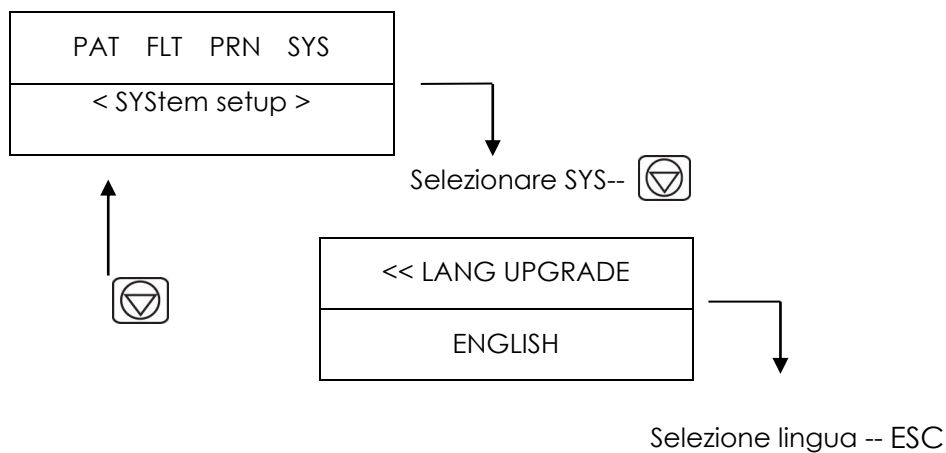 PAT FLT PRN SYS
< SYStem setup >
Selezionare SYS--
<< LANG UPGRADE
ENGLISH
Selezione lingua -- ESC